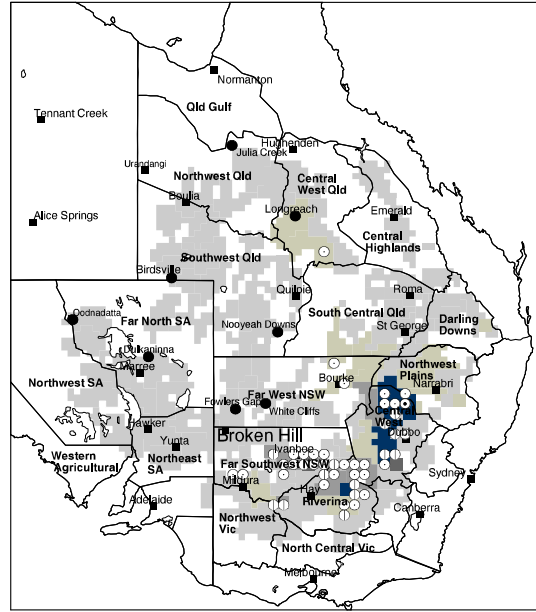 Normanton
Qld Gulf
Tennant Creek
Hughenden
Julia Creek
Urandangi
Northwest Qld
Central
West Qld
Boulia
Longreach
Emerald
Alice Springs
Central
Highlands
Southwest Qld
Birdsville
Quilpie
Roma
Oodnadatta
Far North SA
South Central Qld
Darling
Downs
Nooyeah Downs
St George
Dulkaninna
Marree
Northwest
Plains
Northwest SA
Bourke
Narrabri
Far West NSW
Fowlers Gap
White Cliffs
Central
West
Hawker
Broken Hill
Dubbo
Yunta
Ivanhoe
Western
Agricultural
Northeast
SA
Far Southwest NSW
Sydney
Mildura
Hay
Riverina
Adelaide
Northwest
Vic
Canberra
North Central Vic
Melbourne